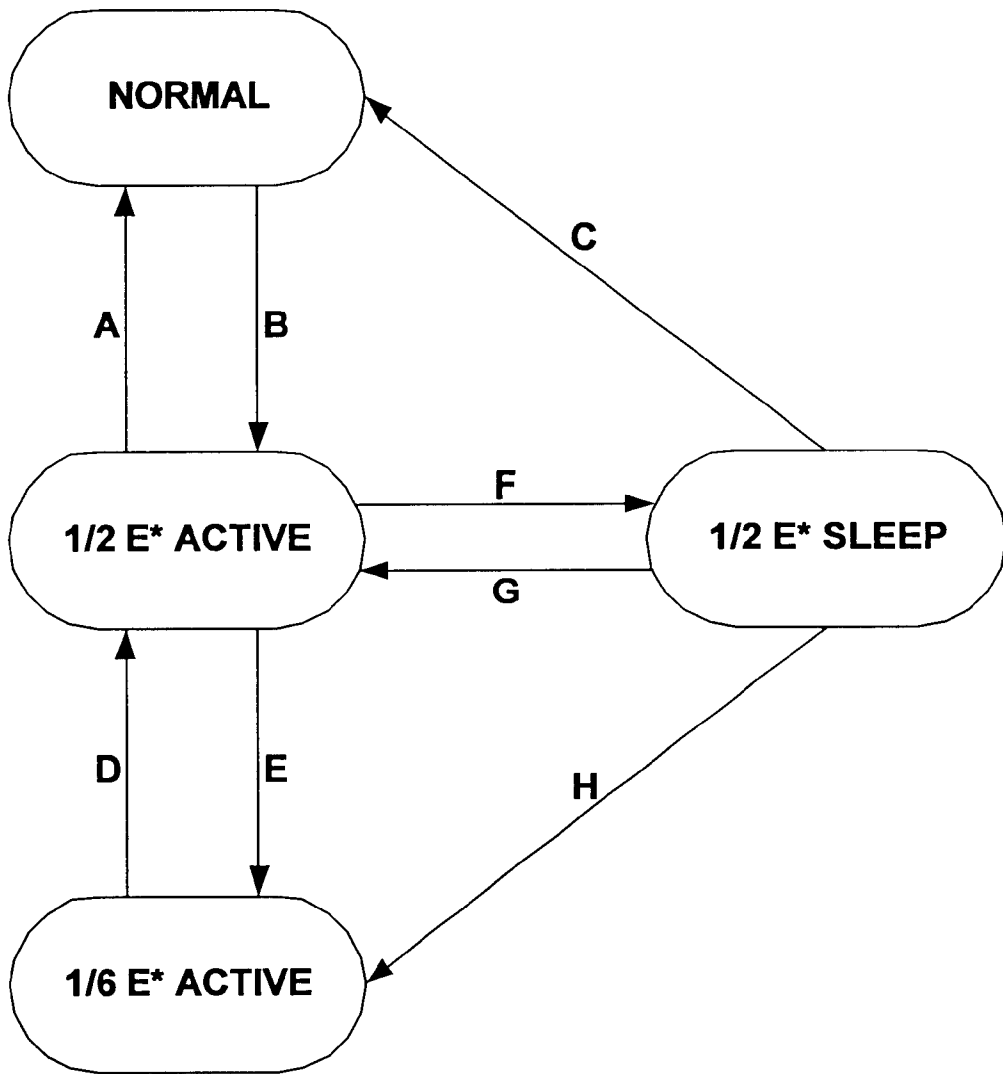 NORMAL
C
A
B
F
1/2 E* ACTIVE
1/2 E* SLEEP
G
D
E
H
1/6 E* ACTIVE